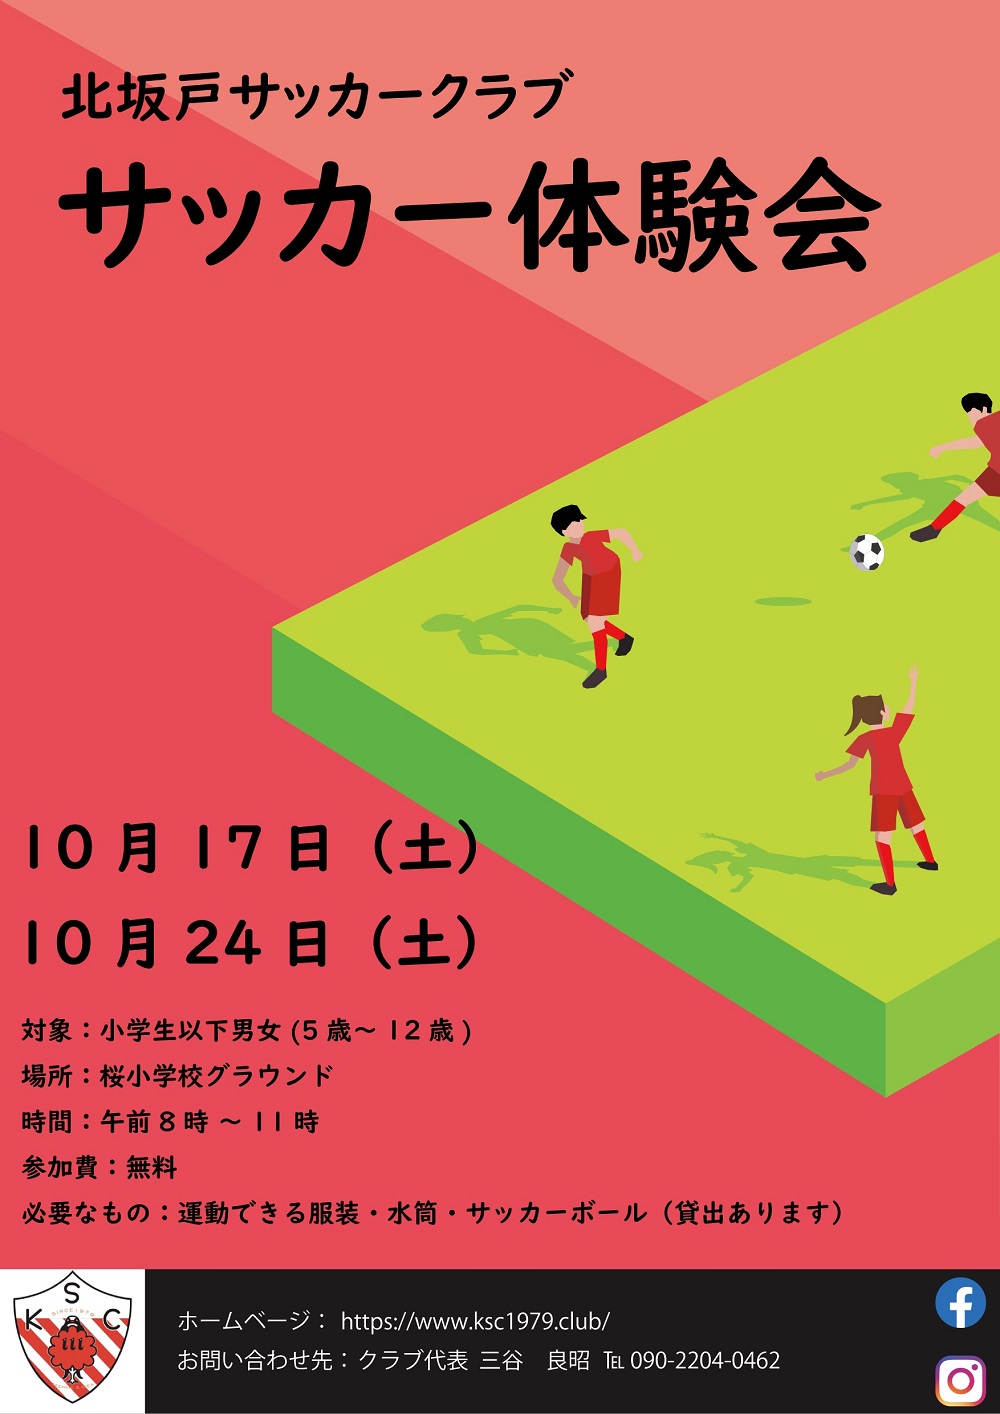 北坂戸サッカークラブ
サッカー体験会
10月17日（土）
10月24日（土）
対象：小学生以下男女(5歳～12歳)
場所：桜小学校グラウンド
時間：午前8時～11時
参加費：無料
必要なもの：運動できる服装・水筒・サッカーボール（貸出あります）
K S C
SINCE 1979
ホームページ： https://www.ksc1979.club/
お問い合わせ先：クラブ代表 三谷　良昭 ℡ 090-2204-0462